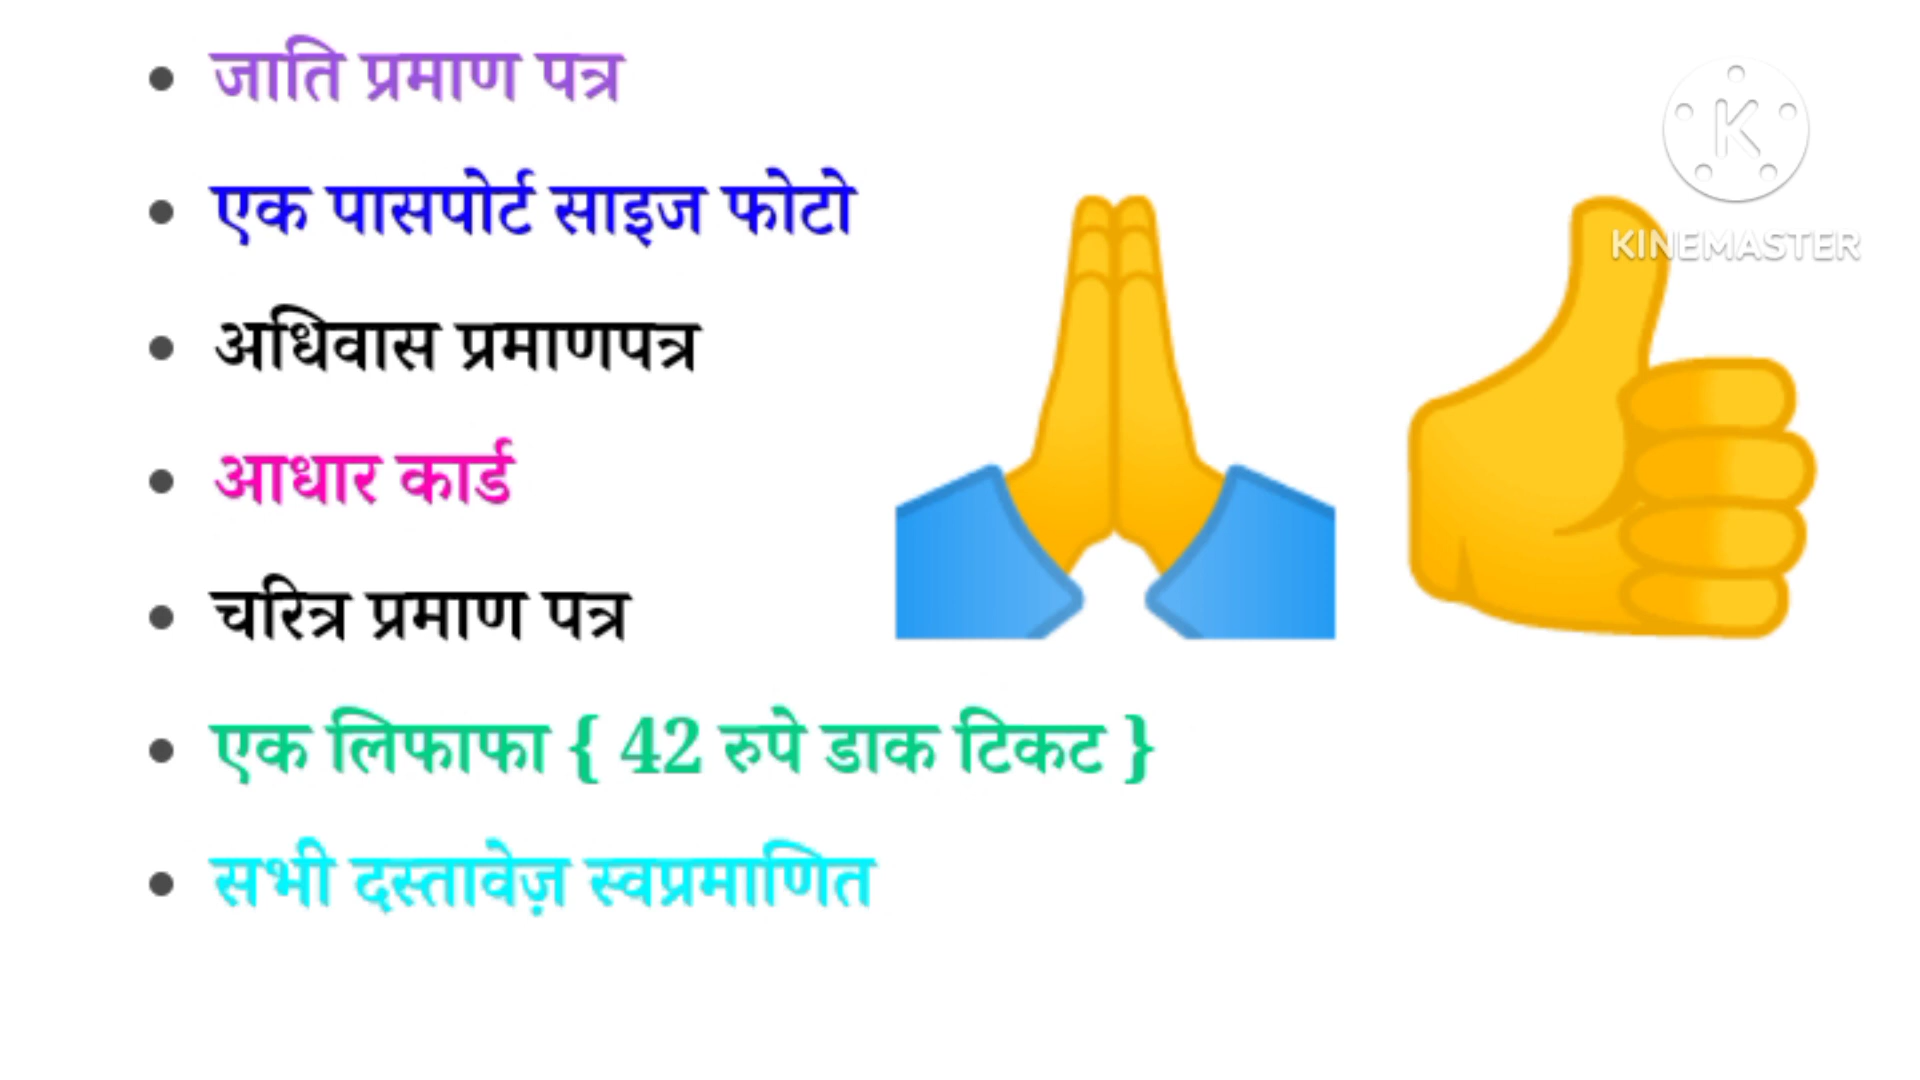 जाति प्रमाण पत्र
एक पासपोर्ट साइज फोटो
अधिवास प्रमाणपत्र
आधार कार्ड
चरित्र प्रमाण पत्र
एक लिफाफा { 42 रुपे डाक टिकट }
सभी दस्तावेज़ स्वप्रमाणित
K
KINEMASTER